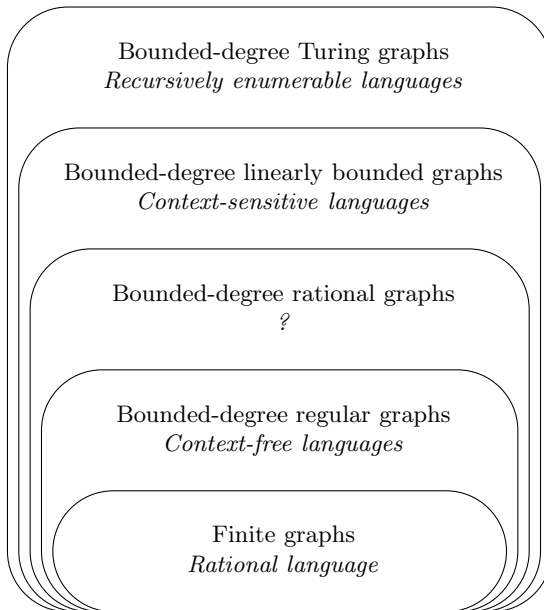 Bounded-degree Turing graphs
Recursively enumerable languages
Bounded-degree linearly bounded graphs
Context-sensitive languages
Bounded-degree rational graphs
?
Bounded-degree regular graphs
Context-free languages
Finite graphs
Rational language